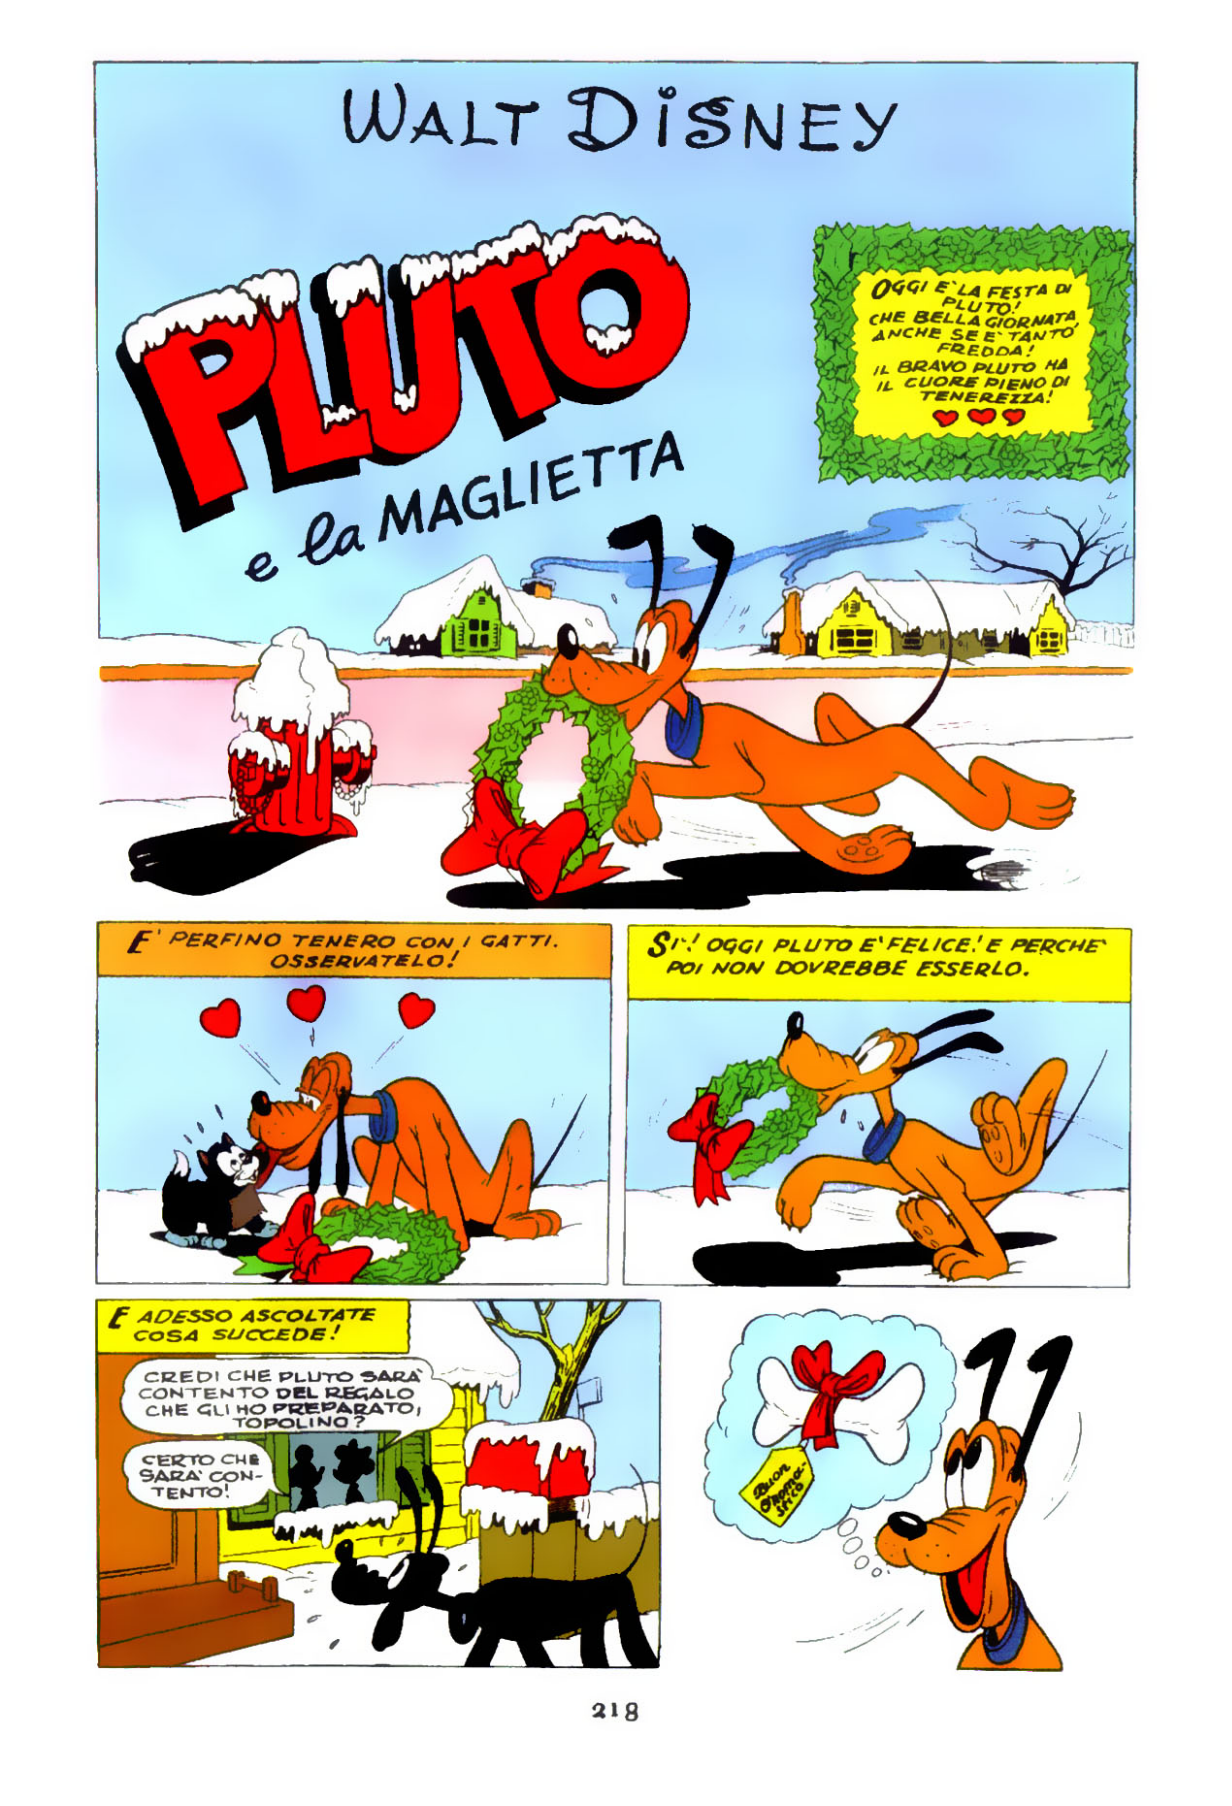 WALT DISNEY
PLUTO
e la MAGLIETTA
OGGI E' LA FESTA DI
PLUTO!
CHE BELLA GIORNATA,
ANCHE SE E' TANTO
FREDDA!
IL BRAVO PLUTO HA
IL CUORE PIENO DI
TENEREZZA!
E' PERFINO TENERO CON I GATTI.
OSSERVATELO!
SI'! OGGI PLUTO E' FELICE! E PERCHE'
POI NON DOVREBBE ESSERLO.
E ADESSO ASCOLTATE
COSA SUCCEDE!
CREDI CHE PLUTO SARA'
CONTENTO DEL REGALO
CHE GLI HO PREPARATO,
TOPOLINO?
CERTO CHE
SARA' CON-
TENTO!
Buon
Onoma-
stico
218